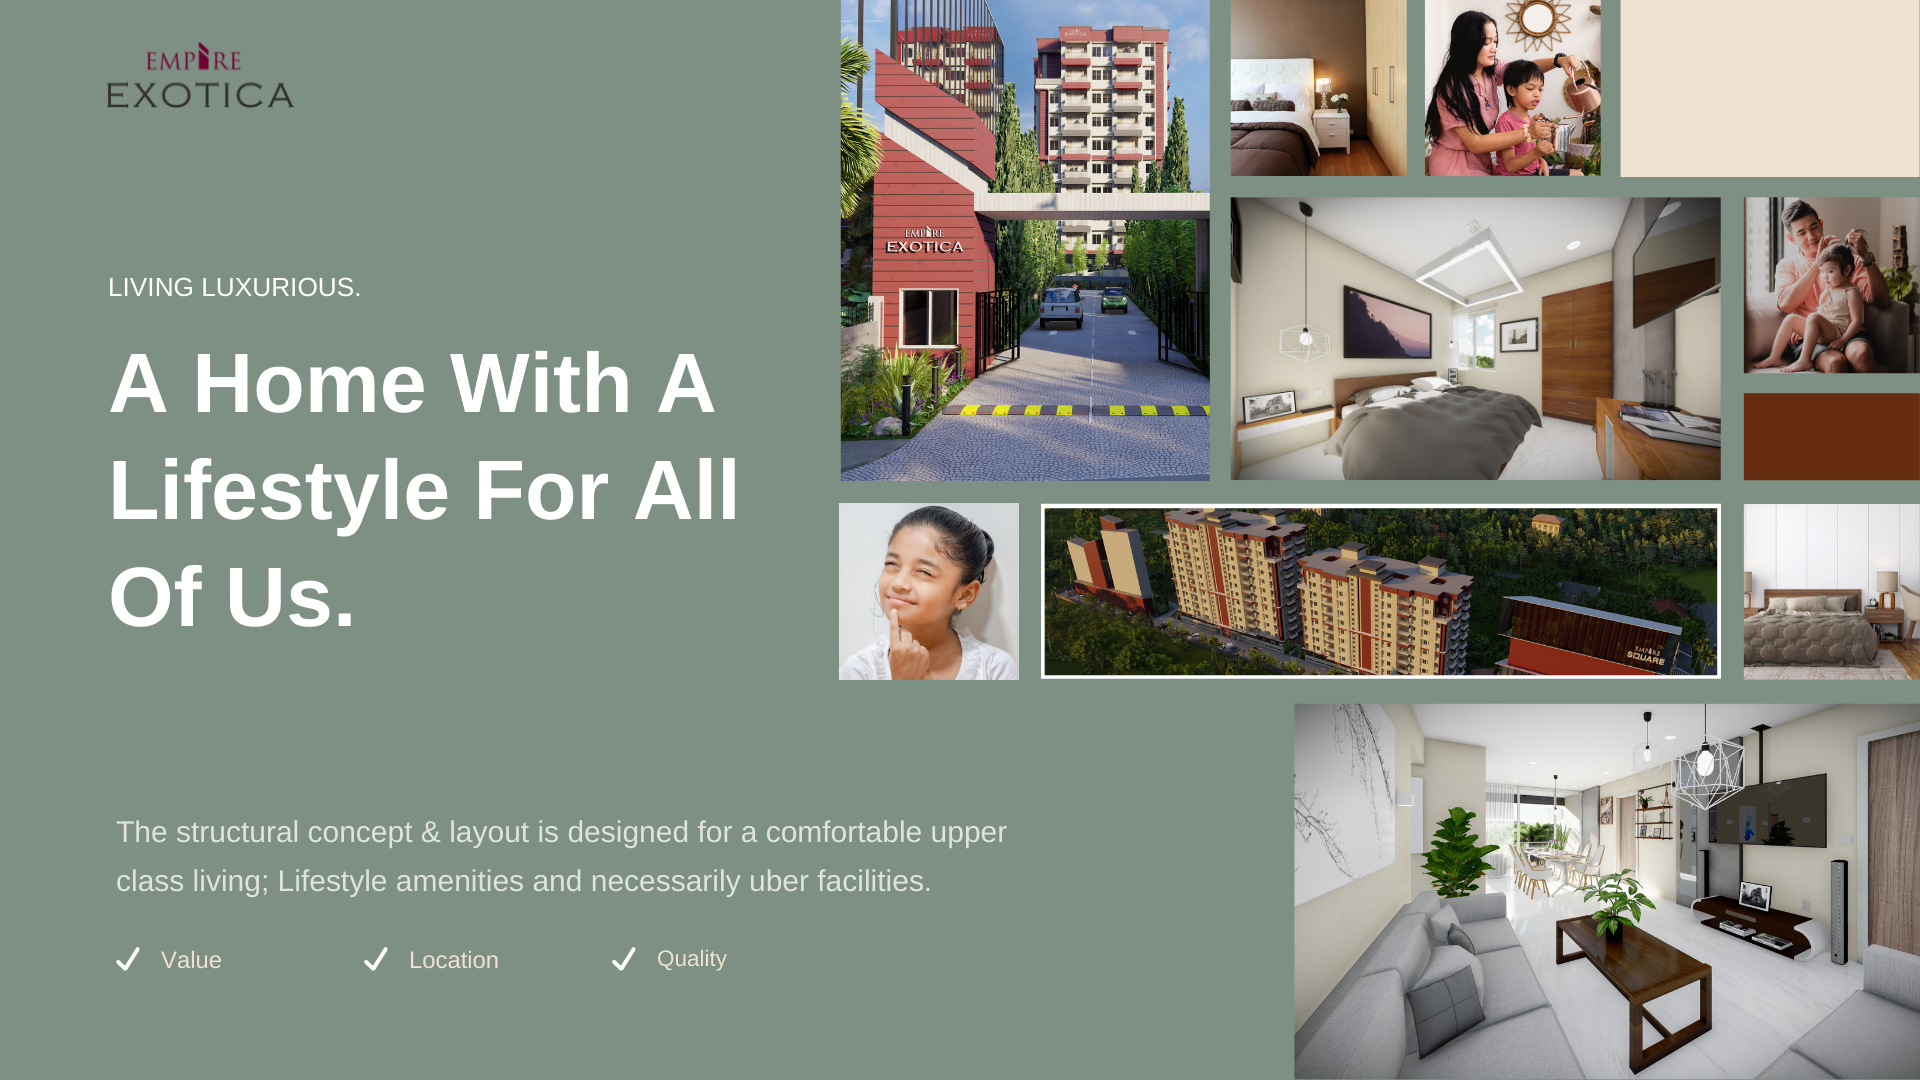 EMPIRE
EXOTICA
LIVING LUXURIOUS.
A Home With A
Lifestyle For All
Of Us.
The structural concept & layout is designed for a comfortable upper
class living; Lifestyle amenities and necessarily uber facilities.
Value
Location
Quality
EXOTICA
EMPIRE
EXOTICA
EMPIRE
SQUARE